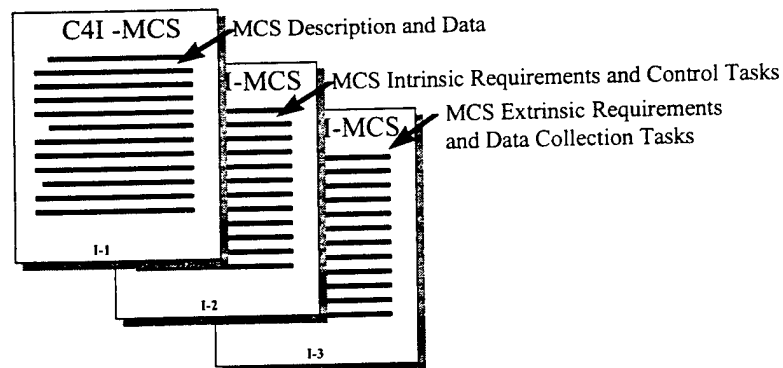 C4I -MCS
MCS Description and Data
I-MCS
MCS Intrinsic Requirements and Control Tasks
I-MCS
MCS Extrinsic Requirements
and Data Collection Tasks
I-1
I-2
I-3